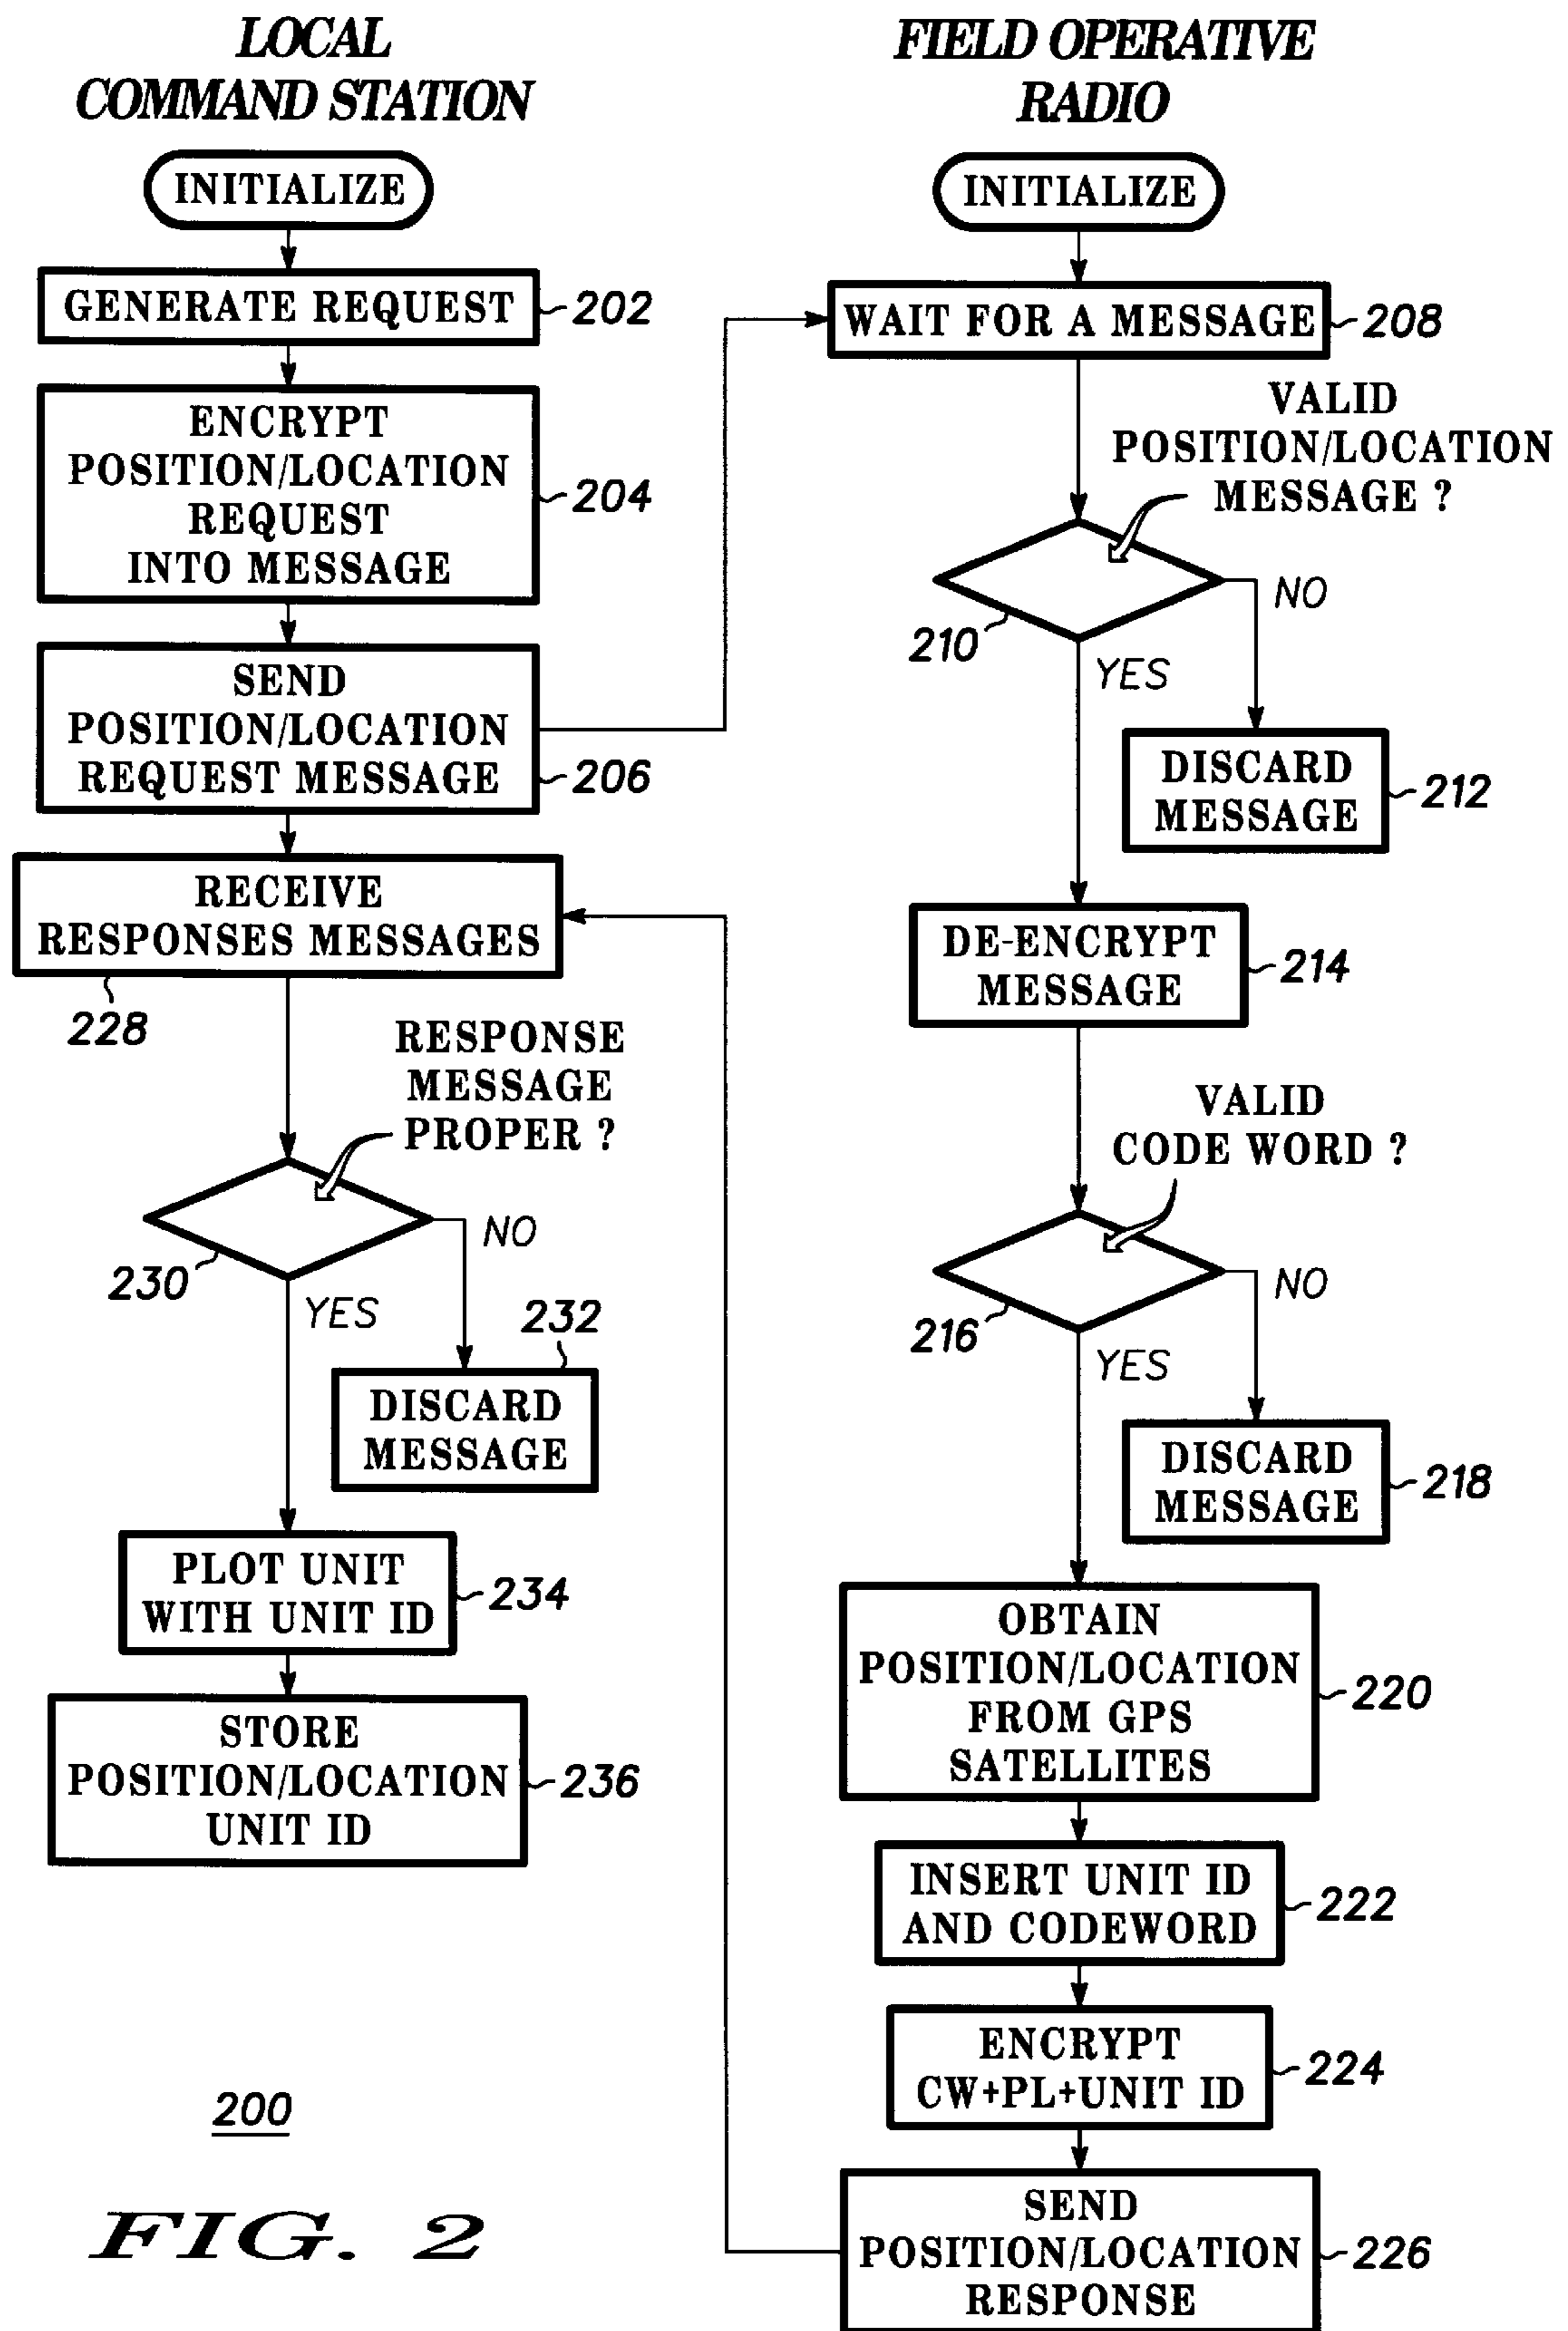 LOCAL
COMMAND STATION
INITIALIZE
GENERATE REQUEST
202
ENCRYPT
POSITION/LOCATION
REQUEST
INTO MESSAGE
204
SEND
POSITION/LOCATION
REQUEST MESSAGE
206
RECEIVE
RESPONSES MESSAGES
228
RESPONSE
MESSAGE
PROPER ?
230
NO
YES
232
DISCARD
MESSAGE
PLOT UNIT
WITH UNIT ID
234
STORE
POSITION/LOCATION
UNIT ID
236
FIELD OPERATIVE
RADIO
INITIALIZE
WAIT FOR A MESSAGE
208
VALID
POSITION/LOCATION
MESSAGE ?
210
NO
YES
DISCARD
MESSAGE
212
DE-ENCRYPT
MESSAGE
214
VALID
CODE WORD ?
216
NO
YES
DISCARD
MESSAGE
218
OBTAIN
POSITION/LOCATION
FROM GPS
SATELLITES
220
INSERT UNIT ID
AND CODEWORD
222
ENCRYPT
CW+PL+UNIT ID
224
SEND
POSITION/LOCATION
RESPONSE
226
200
FIG. 2